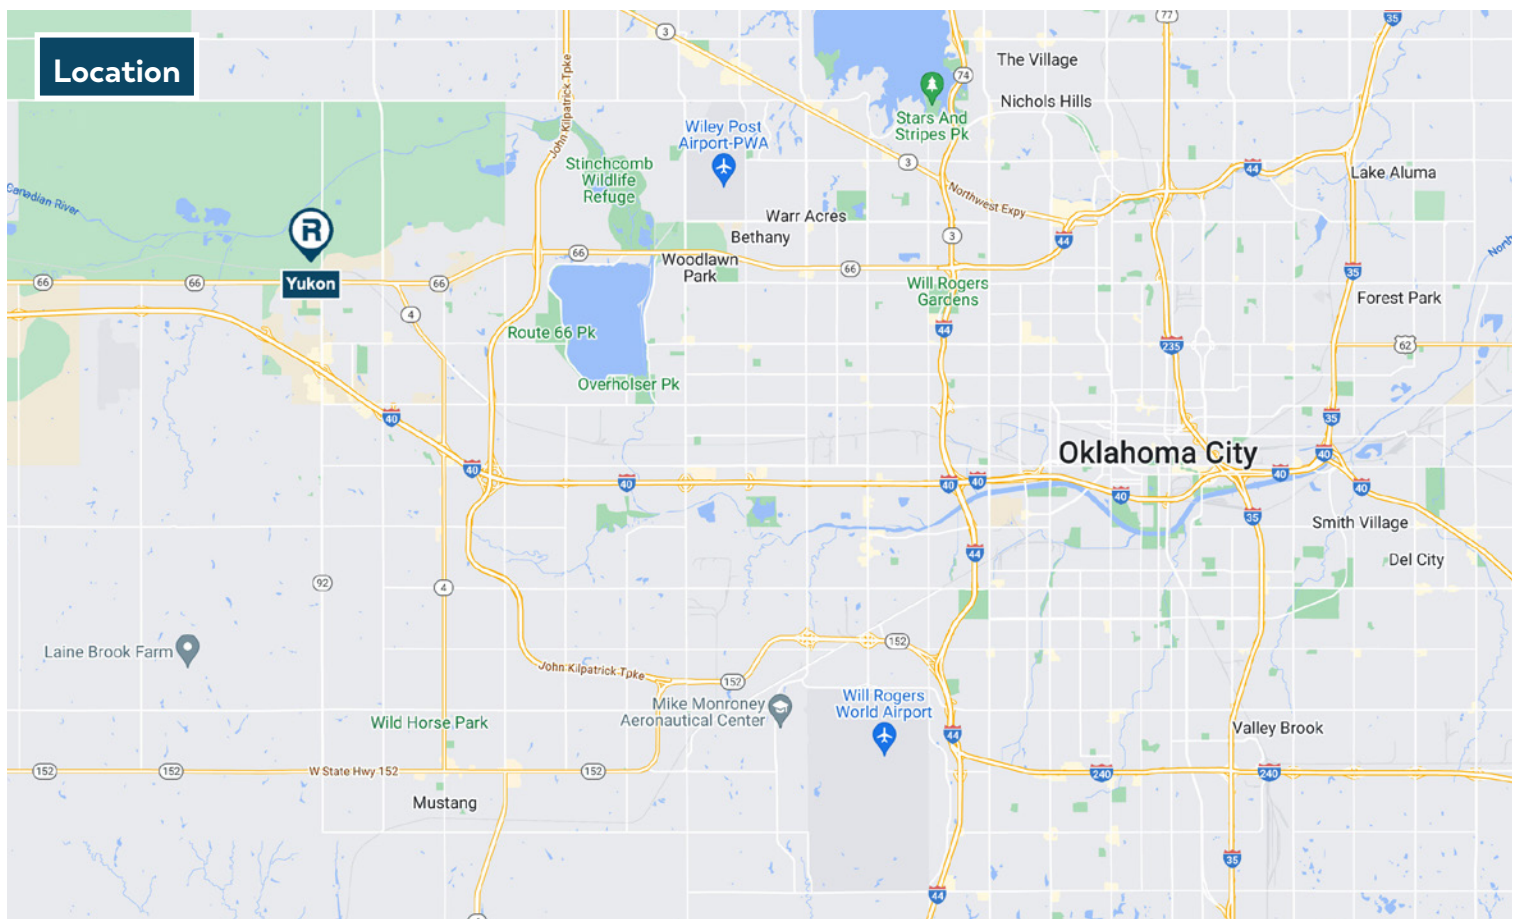 Location
3
77
35
John Kilpatrick Tpke
74
The Village
Nichols Hills
Stars And
Stripes Pk
Wiley Post
Airport-PWA
Stinchcomb
Wildlife
Refuge
3
44
Lake Aluma
Canadian River
Northwest Expy
R
Warr Acres
Bethany
3
44
66
Woodlawn
Park
66
35
66
66
Yukon
66
Will Rogers
Gardens
Forest Park
4
Route 66 Pk
44
235
62
Overholser Pk
40
35
Oklahoma City
40
40
40
40
40
40
40
40
35
Smith Village
44
Del City
92
4
Laine Brook Farm
152
John Kilpatrick Tpke
152
Mike Monroney
Aeronautical Center
Will Rogers
World Airport
Wild Horse Park
44
Valley Brook
152
152
W State Hwy 152
152
240
240
Mustang
35
44